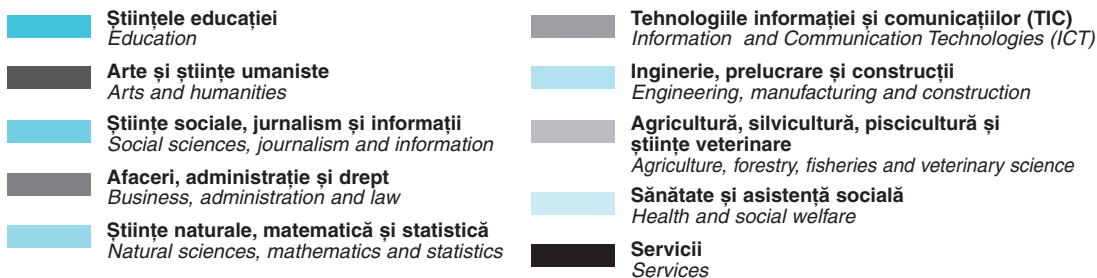 Științele educației
Education
Arte și științe umaniste
Arts and humanities
Științe sociale, jurnalism și informații
Social sciences, journalism and information
Afaceri, administrație și drept
Business, administration and law
Științe naturale, matematică și statistică
Natural sciences, mathematics and statistics
Tehnologiile informației și comunicațiilor (TIC)
Information and Communication Technologies (ICT)
Inginerie, prelucrare și construcții
Engineering, manufacturing and construction
Agricultură, silvicultură, piscicultură și
științe veterinare
Agriculture, forestry, fisheries and veterinary science
Sănătate și asistență socială
Health and social welfare
Servicii
Services